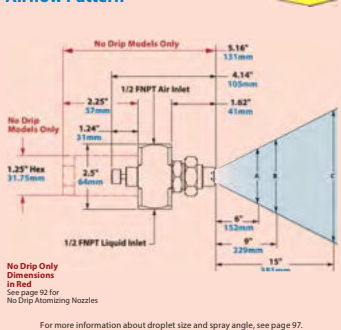 Airflow Pattern
No Drip Models Only
5.16"
131mm
4.14"
105mm
1/2 FNPT Air Inlet
2.25"
57mm
1.62"
41mm
No Drip
Models Only
1.24"
31mm
1.25" Hex
31.75mm
2.5"
64mm
A
B
C
6"
152mm
1/2 FNPT Liquid Inlet
9"
229mm
15"
381mm
No Drip Only
Dimensions
in Red
See page 92 for
No Drip Atomizing Nozzles
For more information about droplet size and spray angle, see page 97.